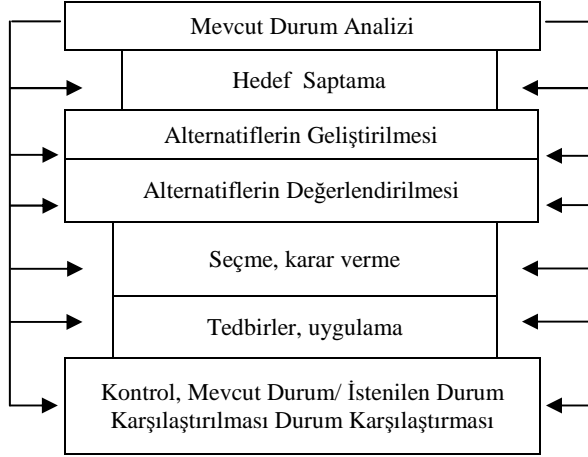 Mevcut Durum Analizi
Hedef Saptama
Alternatiflerin Geliştirilmesi
Alternatiflerin Değerlendirilmesi
Seçme, karar verme
Tedbirler, uygulama
Kontrol, Mevcut Durum/ İstenilen Durum
Karşılaştırılması Durum Karşılaştırması